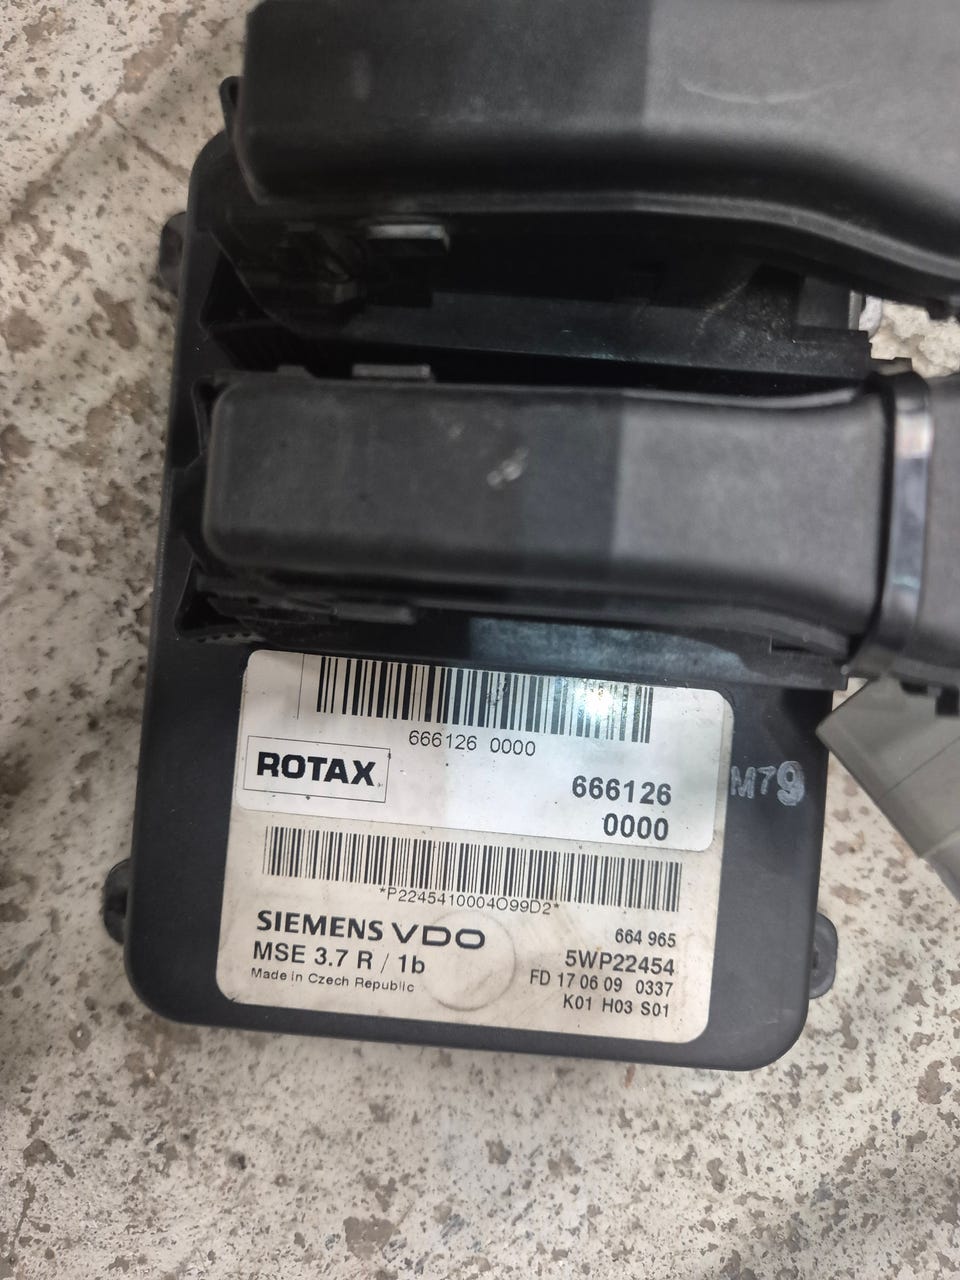 666126 0000
ROTAX
666126
0000
M79
*P2245410004O99D2*
SIEMENS VDO
MSE 3.7 R / 1b
Made in Czech Republic
664 965
5WP22454
FD 17 06 09 0337
K01 H03 S01